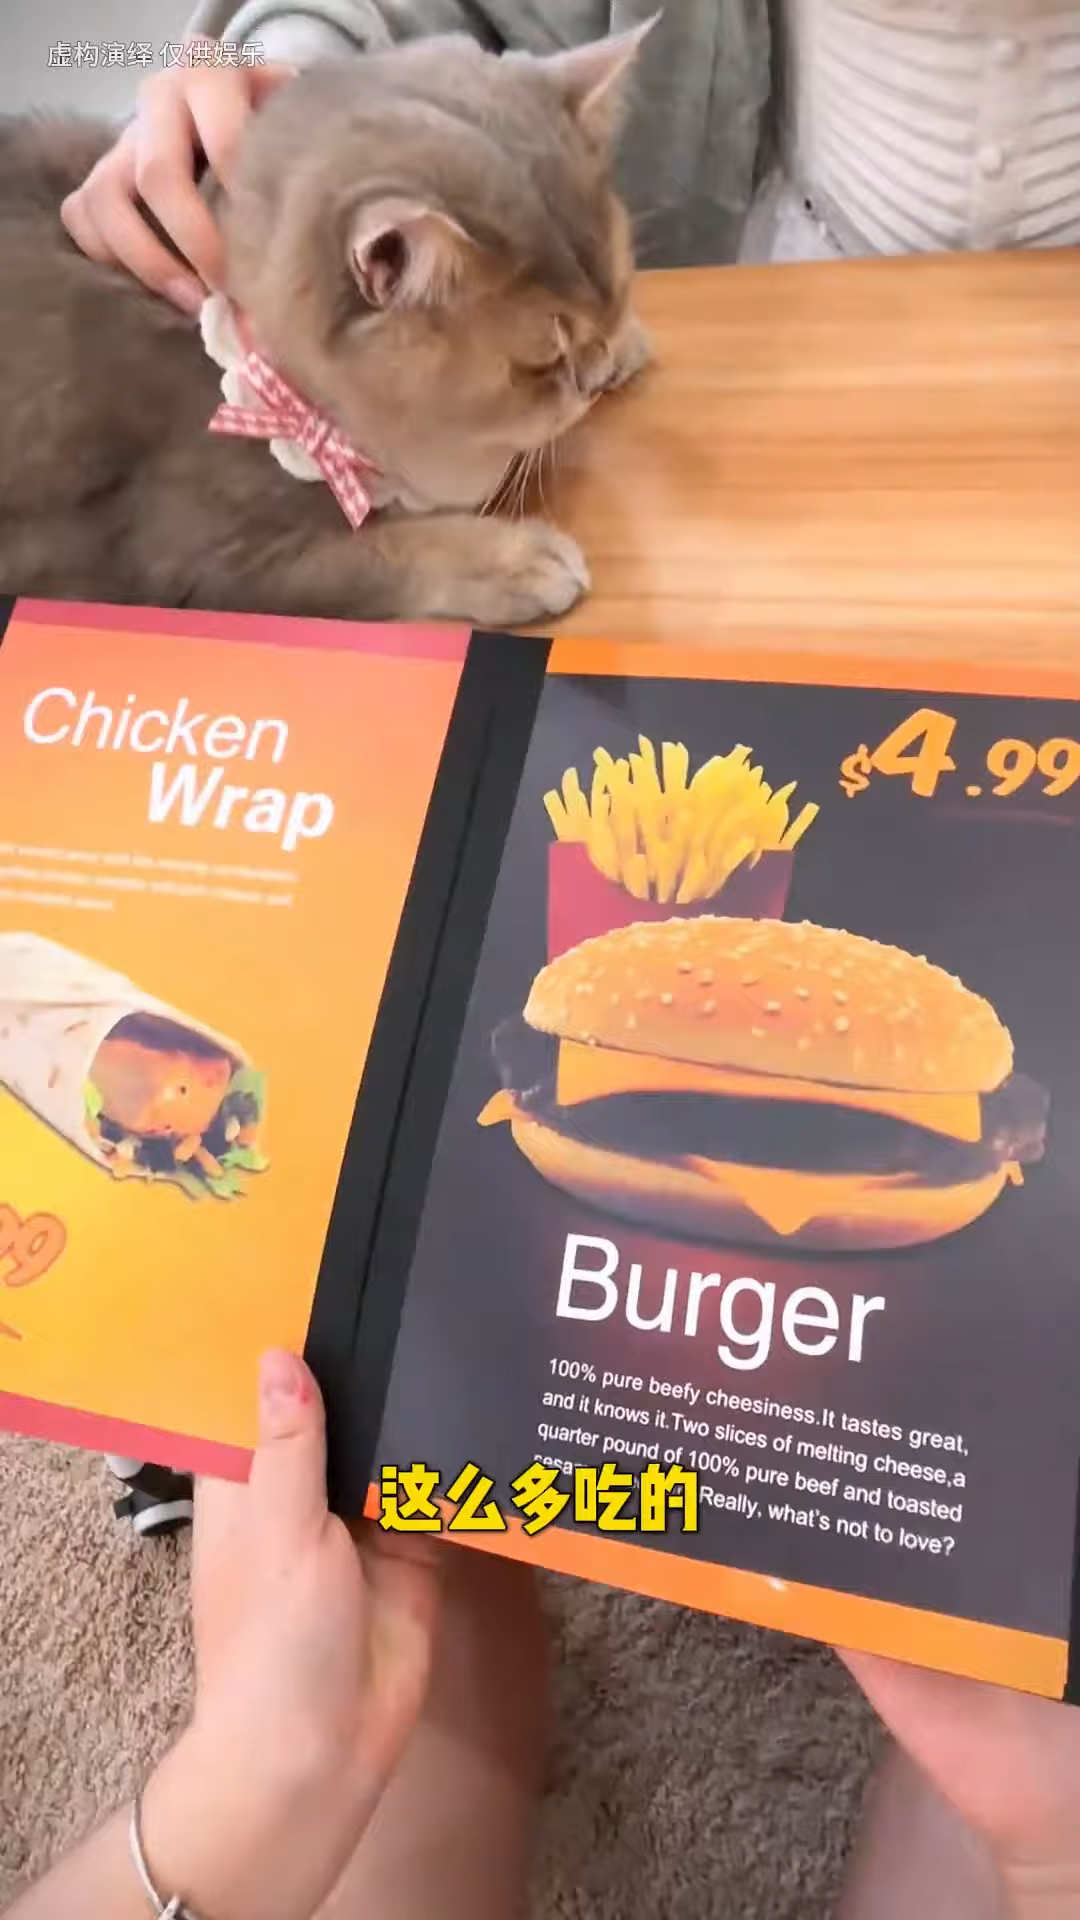 虚构演绎 仅供娱乐
Chicken
Wrap
$4.99
Burger
100% pure beefy cheesiness.It tastes great,
and it knows it.Two slices of melting cheese,a
quarter pound of 100% pure beef and toasted
Really, what's not to love?
这么多吃的